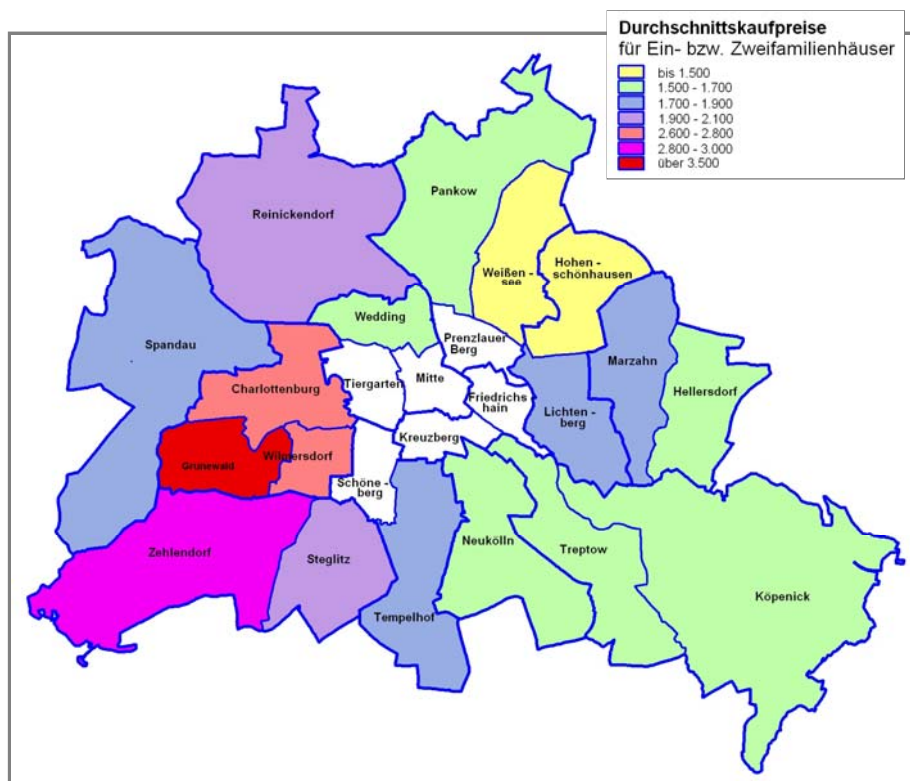 Durchschnittskaufpreise
für Ein- bzw. Zweifamilienhäuser
bis 1.500
1.500 - 1.700
1.700 - 1.900
1.900 - 2.100
2.600 - 2.800
2.800 - 3.000
über 3.500
Pankow
Reinickendorf
Weißen -
see
Hohen -
schönhausen
Wedding
Prenzlauer
Berg
Spandau
Marzahn
Charlottenburg
Tiergarten
Mitte
Hellersdorf
Friedrichs
hain
Lichten -
berg
Kreuzberg
Wilmersdorf
Grunewald
Schöne -
berg
Neukölln
Treptow
Zehlendorf
Steglitz
Köpenick
Tempelhof